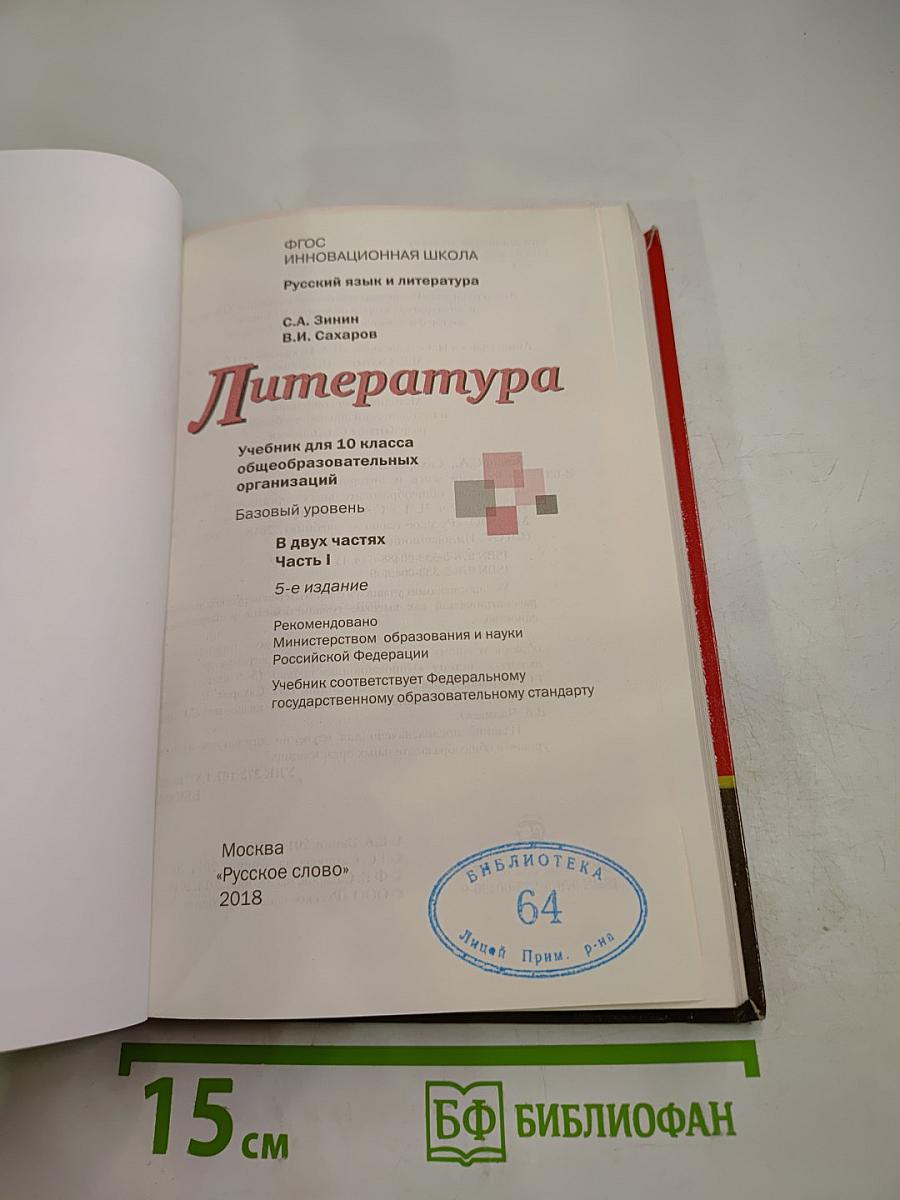 ФГОС
ИННОВАЦИОННАЯ ШКОЛА
Русский язык и литература
С.А. Зинин
В.И. Сахаров
Литература
Учебник для 10 класса
общеобразовательных
организаций
Базовый уровень
В двух частях
Часть I
5-е издание
Рекомендовано
Министерством образования и науки
Российской Федерации
Учебник соответствует Федеральному
государственному образовательному стандарту
Москва
«Русское слово»
2018
БИБЛИОТЕКА
64
Лицей Прим. р-на
15 см
БФ БИБЛИОФАН